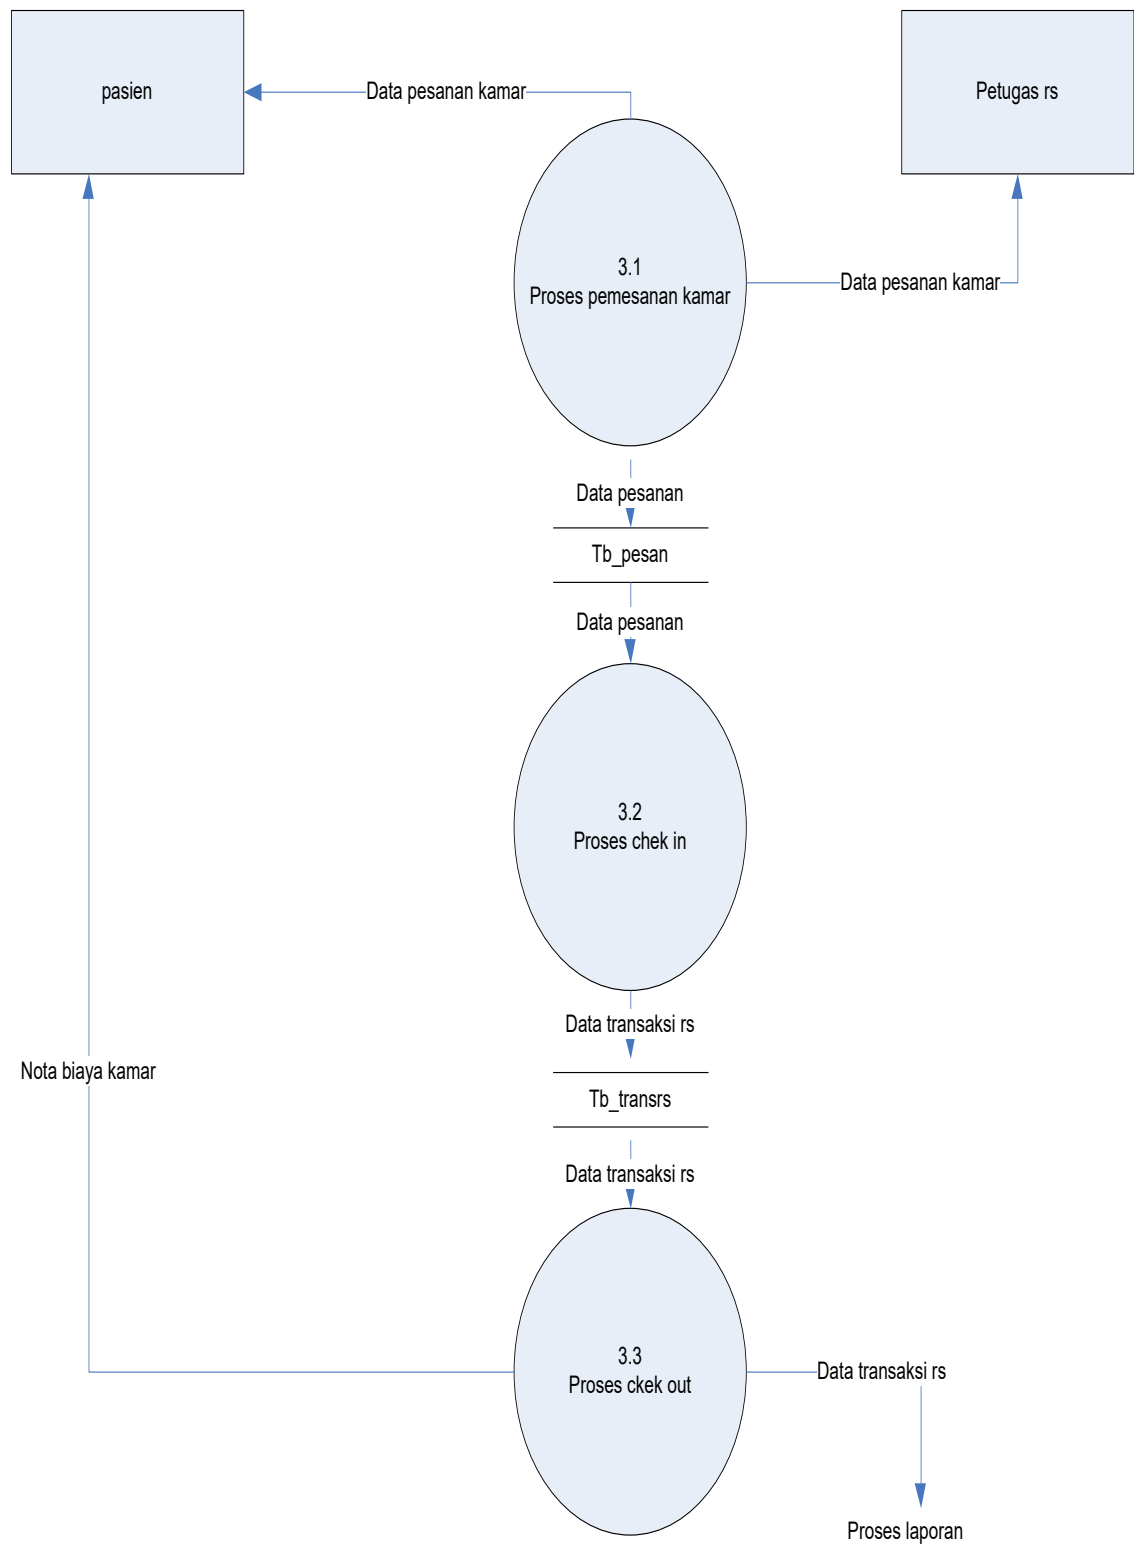 pasien
Data pesanan kamar
Petugas rs
3.1
Proses pemesanan kamar
Data pesanan kamar
Data pesanan
Tb_pesan
Data pesanan
3.2
Proses chek in
Data transaksi rs
Nota biaya kamar
Tb_transrs
Data transaksi rs
3.3
Proses ckek out
Data transaksi rs
Proses laporan